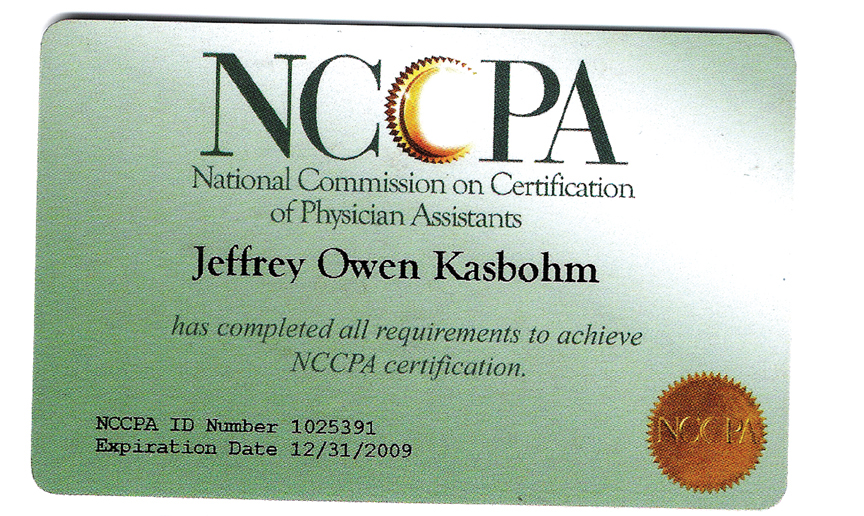 NCCPA
National Commission on Certification
of Physician Assistants
Jeffrey Owen Kasbohm
has completed all requirements to achieve
NCCPA certification.
NCCPA ID Number 1025391
Expiration Date 12/31/2009
NCCPA